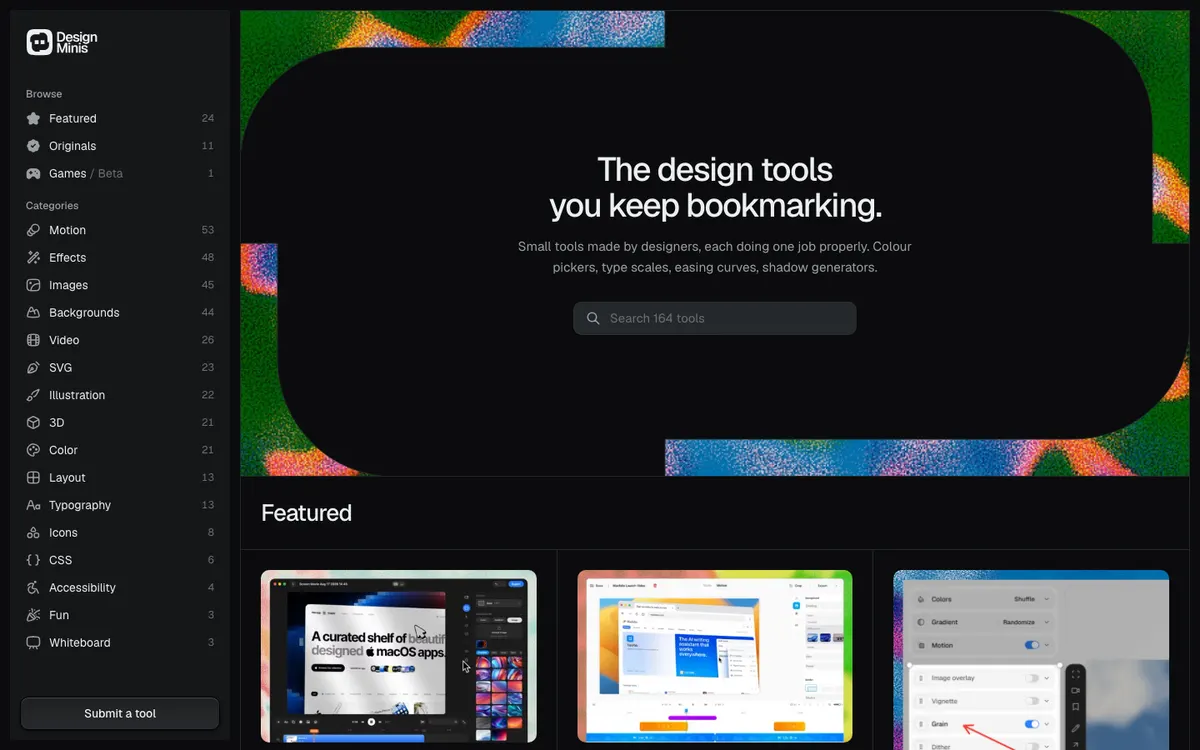 Design
Minis
Browse
Featured 24
Originals 11
Games / Beta 1
Categories
Motion 53
Effects 48
Images 45
Backgrounds 44
Video 26
SVG 23
Illustration 22
3D 21
Color 21
Layout 13
Typography 13
Icons 8
CSS 6
Accessibility 4
Fun 3
Whiteboard 3
Submit a tool
The design tools
you keep bookmarking.
Small tools made by designers, each doing one job properly. Colour
pickers, type scales, easing curves, shadow generators.
Search 164 tools
Featured
A curated shelf of beautif
designed macOS apps.
The AI writing
assistant that
works
everywhere.
Colors Shuffle
Gradient Randomize
Motion
Image overlay
Vignette
Grain
Dither